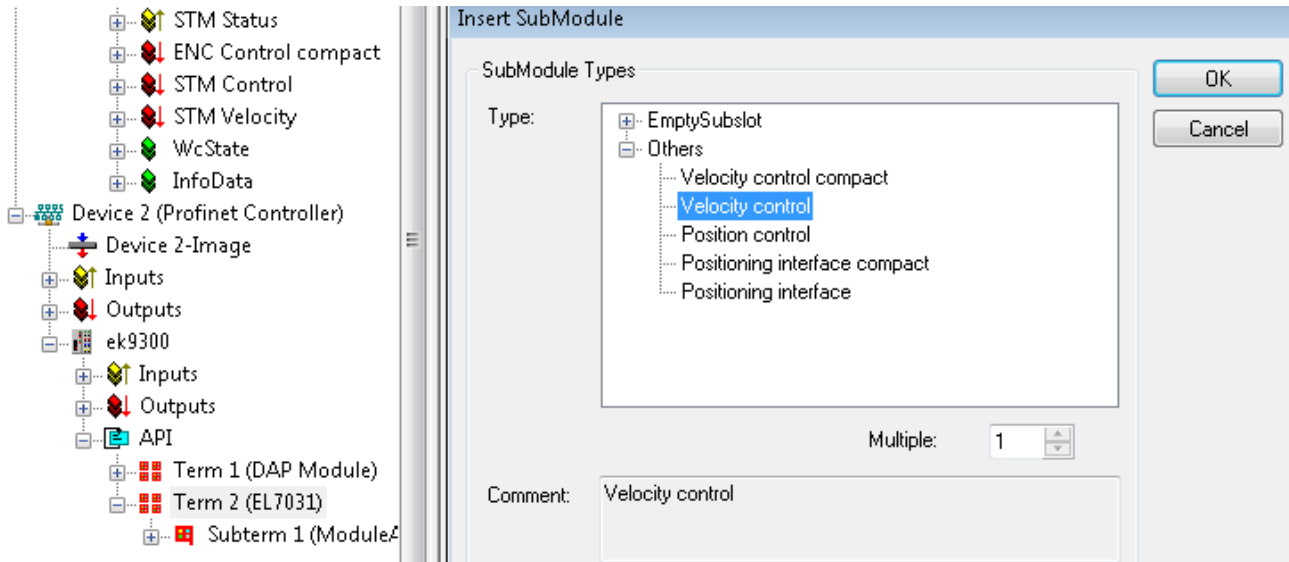 STM Status
ENC Control compact
STM Control
STM Velocity
WcState
InfoData
Device 2 (Profinet Controller)
Device 2-Image
Inputs
Outputs
ek9300
Inputs
Outputs
API
Term 1 (DAP Module)
Term 2 (EL7031)
Subterm 1 (ModuleA
Insert SubModule
SubModule Types
Type:
EmptySubslot
Others
Velocity control compact
Velocity control
Position control
Positioning interface compact
Positioning interface
Multiple:
1
Comment:
Velocity control
OK
Cancel